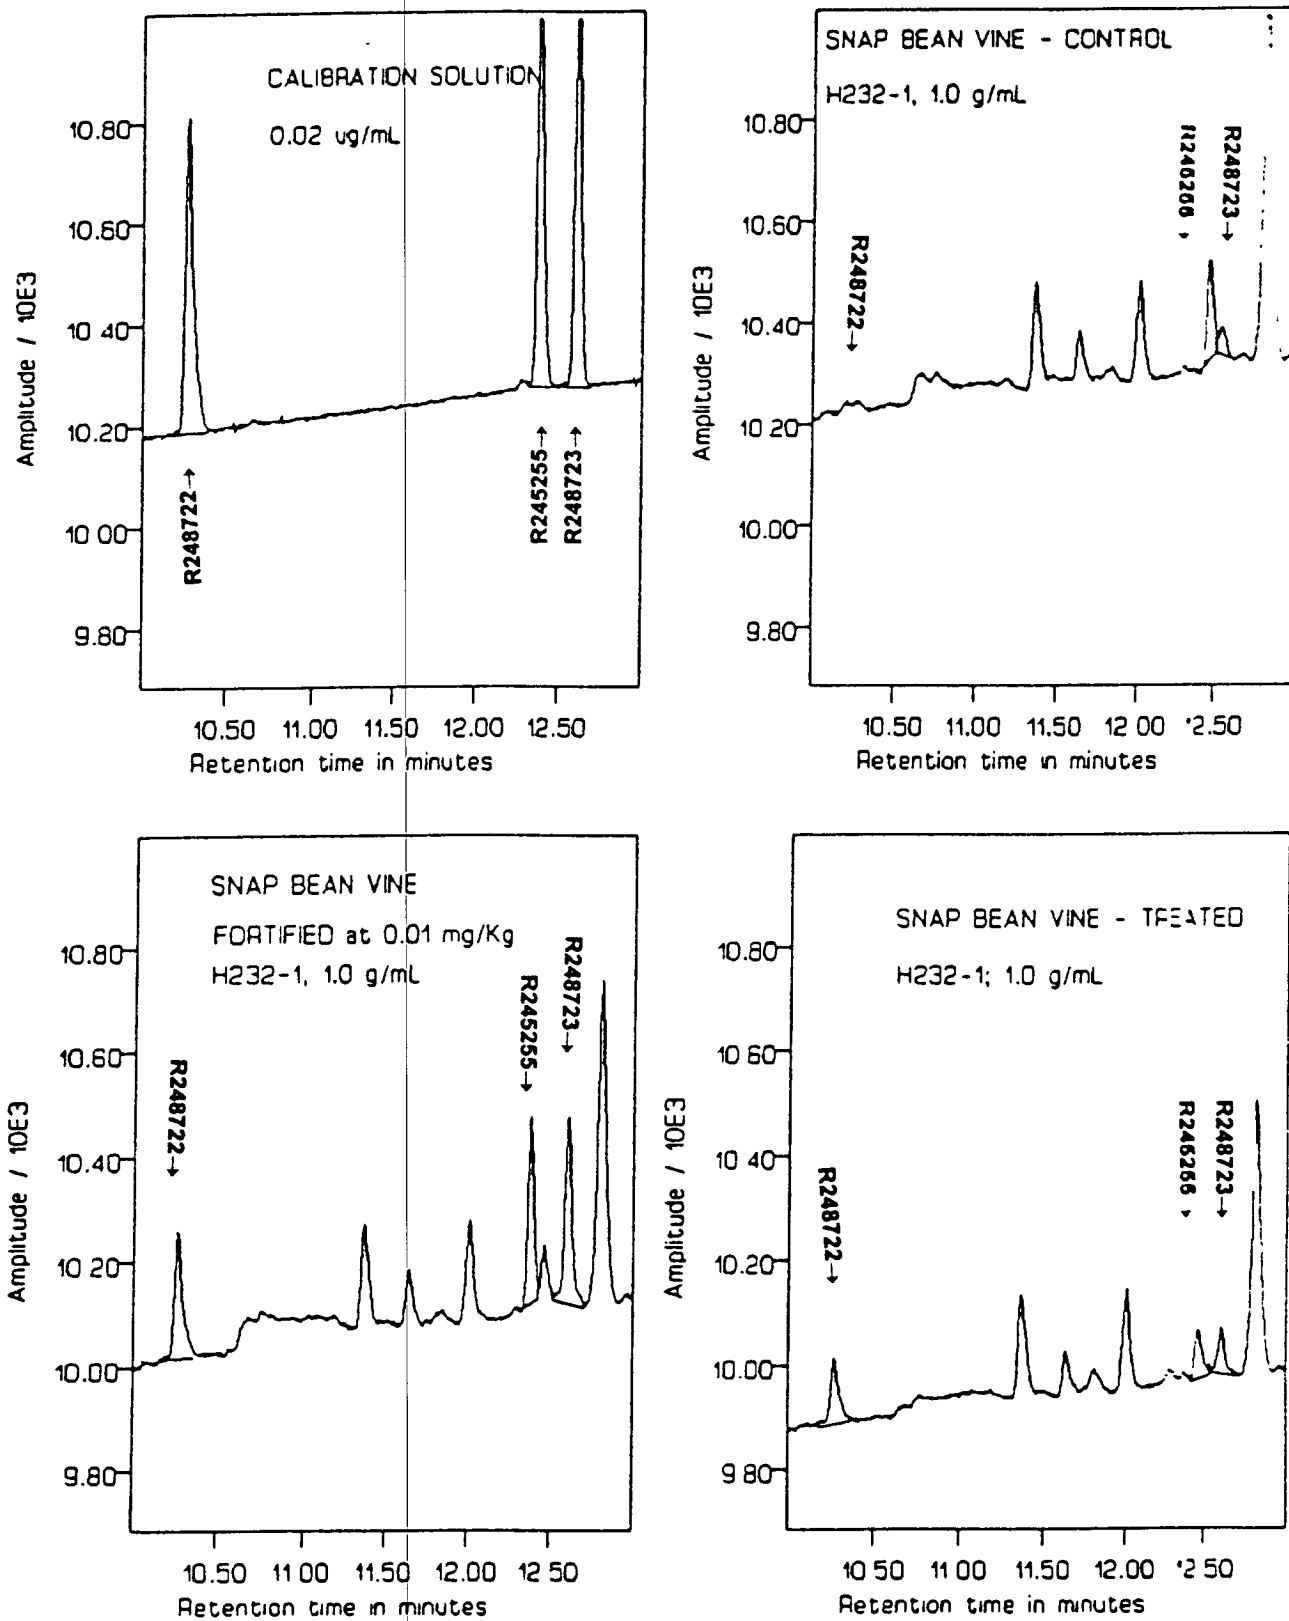 CALIBRATION SOLUTION
0.02 ug/mL
10.80
10.60
10.40
10.20
10 00
9.80
Amplitude / 10E3
R248722→
R245255→
R248723→
10.50 11.00 11.50 12.00 12.50
Retention time in minutes
SNAP BEAN VINE - CONTROL
H232-1, 1.0 g/mL
10.80
10.60
10.40
10.20
10.00
9.80
Amplitude / 10E3
R248722→
R246266→
R248723→
10.50 11.00 11.50 12 00 12.50
Retention time in minutes
SNAP BEAN VINE
FORTIFIED at 0.01 mg/Kg
H232-1, 1.0 g/mL
10.80
10.60
10.40
10 20
10.00
9.80
Amplitude / 10E3
R248722→
R245255→
R248723→
10.50 11 00 11.50 12.00 12 50
Retention time in minutes
SNAP BEAN VINE - TREATED
H232-1; 1.0 g/mL
10.80
10 60
10 40
10.20
10.00
9 80
Amplitude / 10E3
R248722→
R246266→
R248723→
10 50 11.00 11.50 12.00 12 50
Retention time in minutes